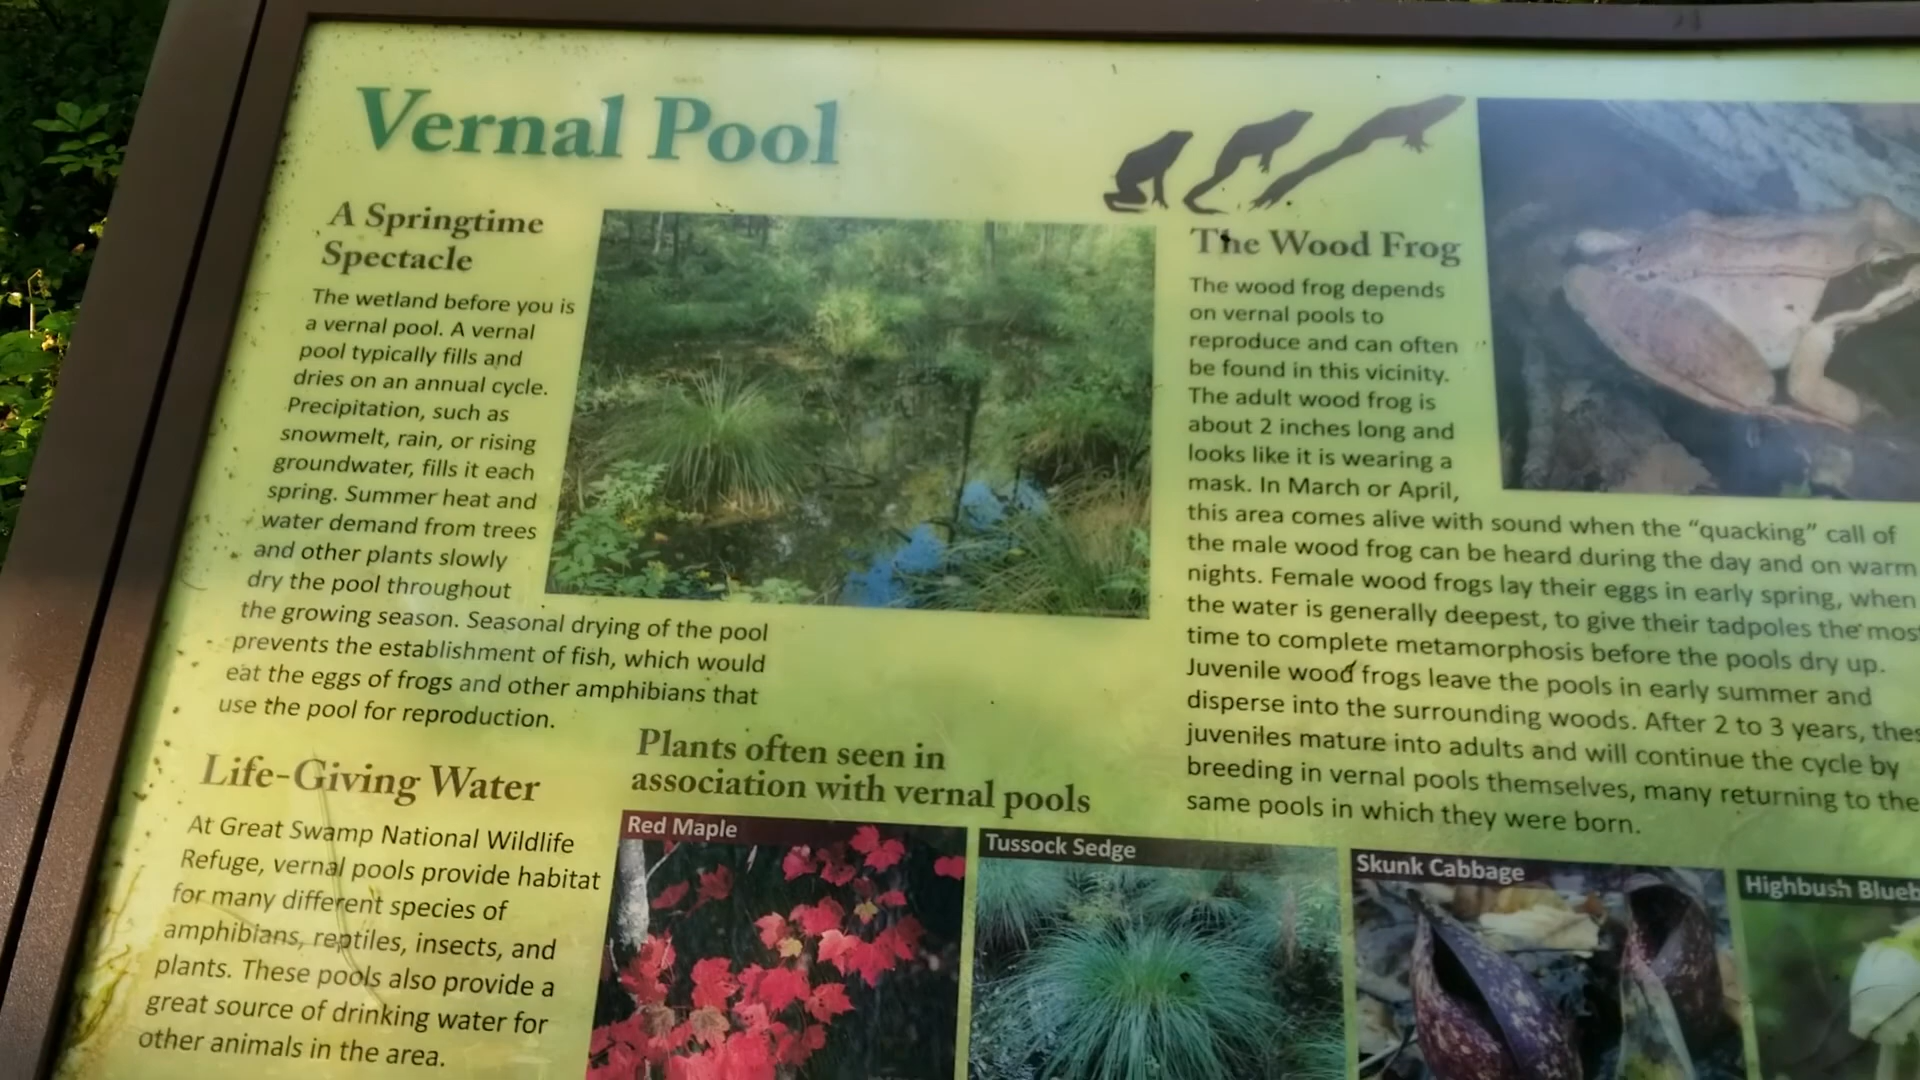 Vernal Pool
A Springtime
Spectacle
The wetland before you is
a vernal pool. A vernal
pool typically fills and
dries on an annual cycle.
Precipitation, such as
snowmelt, rain, or rising
groundwater, fills it each
spring. Summer heat and
water demand from trees
and other plants slowly
dry the pool throughout
the growing season. Seasonal drying of the pool
prevents the establishment of fish, which would
eat the eggs of frogs and other amphibians that
use the pool for reproduction.
Life-Giving Water
At Great Swamp National Wildlife
Refuge, vernal pools provide habitat
for many different species of
amphibians, reptiles, insects, and
plants. These pools also provide a
great source of drinking water for
other animals in the area.
Plants often seen in
association with vernal pools
Red Maple
Tussock Sedge
Skunk Cabbage
Highbush
The Wood Frog
The wood frog depends
on vernal pools to
reproduce and can often
be found in this vicinity.
The adult wood frog is
about 2 inches long and
looks like it is wearing a
mask. In March or April,
this area comes alive with sound when the “quacking” call of
the male wood frog can be heard during the day and on warm
nights. Female wood frogs lay their eggs in early spring, when
the water is generally deepest, to give their tadpoles the
time to complete metamorphosis before the pools dry up.
Juvenile wood frogs leave the pools in early summer and
disperse into the surrounding woods. After 2 to 3 years,
juveniles mature into adults and will continue the cycle by
breeding in vernal pools themselves, many returning to the
same pools in which they were born.